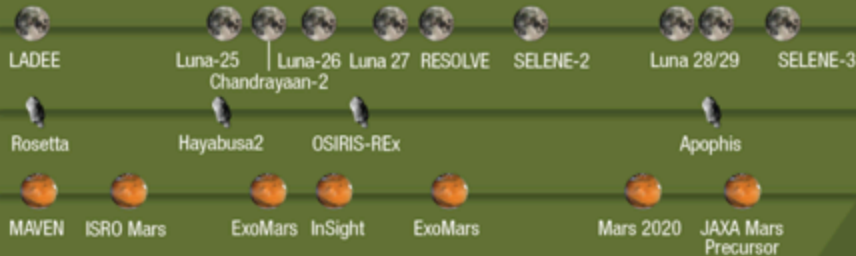 LADEE Luna-25 Luna-26 Luna 27 RESOLVE SELENE-2 Luna 28/29 SELENE-3
Chandrayaan-2
Rosetta Hayabusa2 OSIRIS-REx Apophis
MAVEN ISRO Mars ExoMars InSight ExoMars Mars 2020 JAXA Mars
Precursor